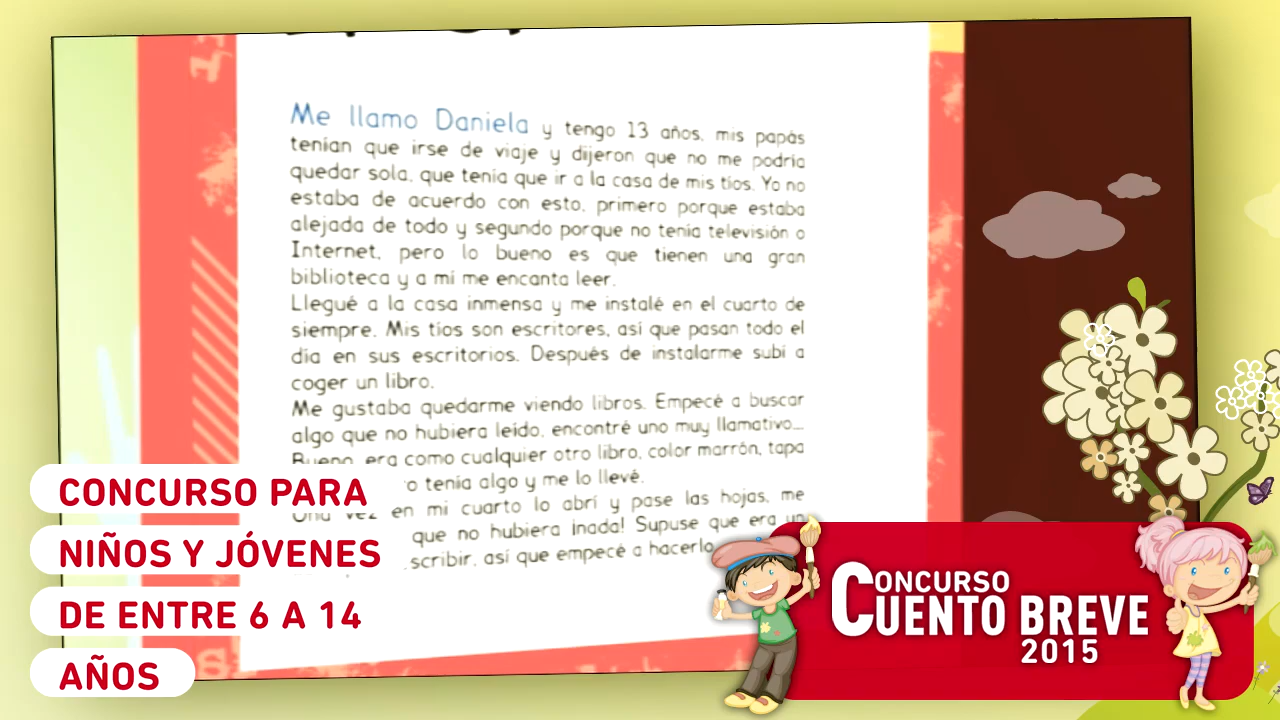 Me llamo Daniela y tengo 13 años, mis papás
tenían que irse de viaje y dijeron que no me podría
quedar sola, que tenía que ir a la casa de mis tíos. Yo no
estaba de acuerdo con esto, primero porque estaba
alejada de todo y segundo porque no tenía televisión o
Internet, pero lo bueno es que tienen una gran
biblioteca y a mí me encanta leer.
Llegué a la casa inmensa y me instalé en el cuarto de
siempre. Mis tíos son escritores, así que pasan todo el
día en sus escritorios. Después de instalarme subí a
coger un libro.
Me gustaba quedarme viendo libros. Empecé a buscar
algo que no hubiera leído, encontré uno muy llamativo...
Bueno, era como cualquier otro libro, color marrón, tapa
tenía algo y me lo llevé.
Una vez en mi cuarto lo abrí y pase las hojas, me
que no hubiera ¡nada! Supuse que era un
scribir, así que empecé a hacerlo
CONCURSO PARA
NIÑOS Y JÓVENES
DE ENTRE 6 A 14
AÑOS
CONCURSO
CUENTO BREVE
2015